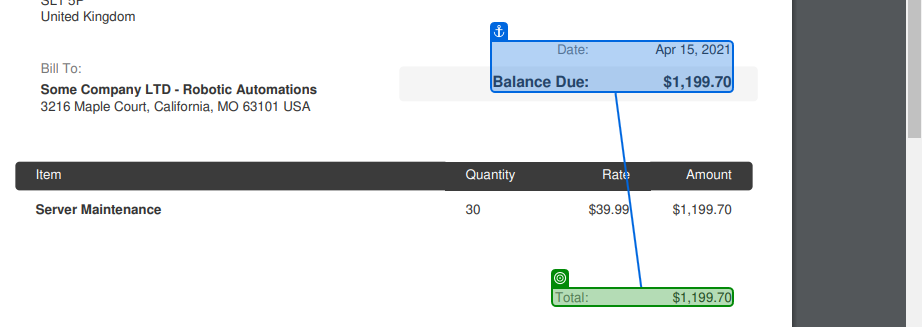 SL1 5P
United Kingdom
Date: Apr 15, 2021
Balance Due: $1,199.70
Bill To:
Some Company LTD - Robotic Automations
3216 Maple Court, California, MO 63101 USA
Item Quantity Rate Amount
Server Maintenance 30 $39.99 $1,199.70
Total: $1,199.70